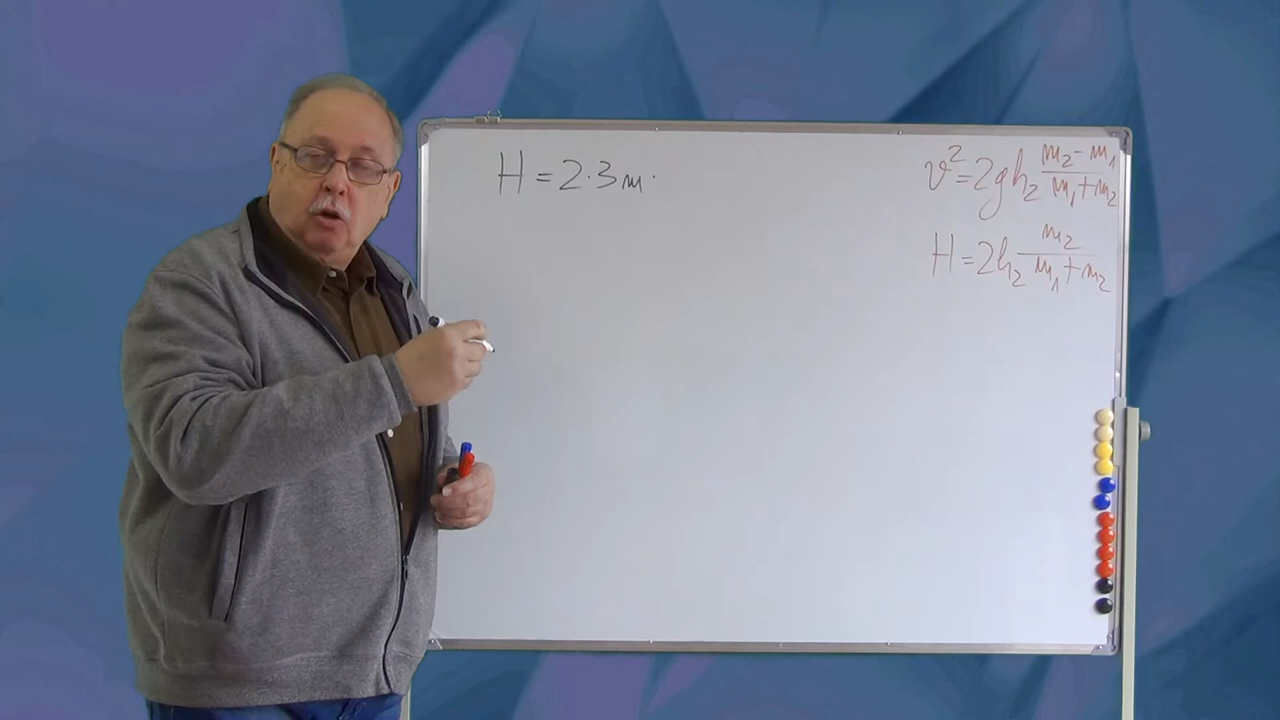 H = 2·3 m·
v² = 2gh₂ (m₂ - m₁)/(m₁ + m₂)
H = 2h₂ m₂/(m₁ + m₂)